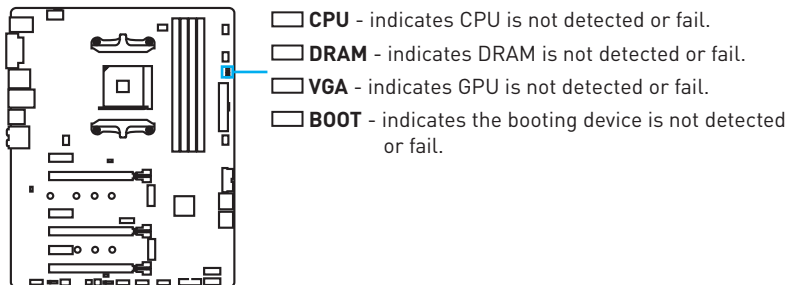 CPU - indicates CPU is not detected or fail.
DRAM - indicates DRAM is not detected or fail.
VGA - indicates GPU is not detected or fail.
BOOT - indicates the booting device is not detected
or fail.